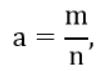 a = m/n,